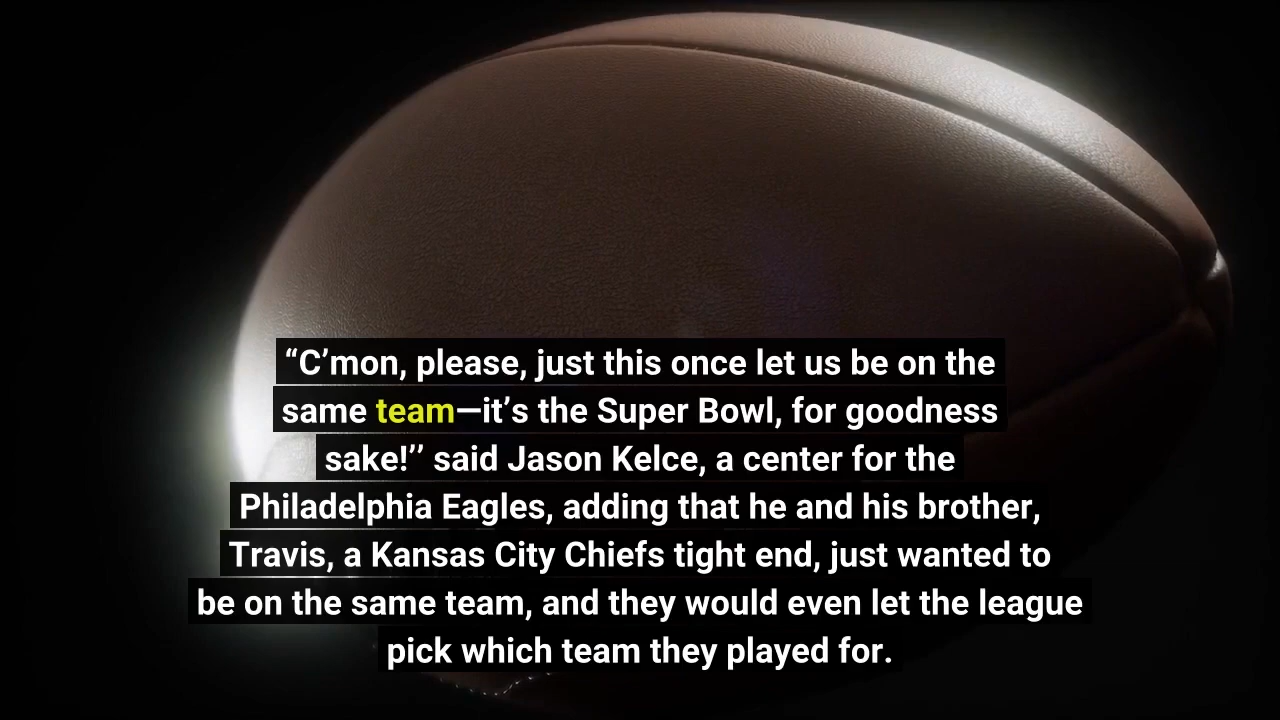 “C’mon, please, just this once let us be on the
same team—it’s the Super Bowl, for goodness
sake!’’ said Jason Kelce, a center for the
Philadelphia Eagles, adding that he and his brother,
Travis, a Kansas City Chiefs tight end, just wanted to
be on the same team, and they would even let the league
pick which team they played for.